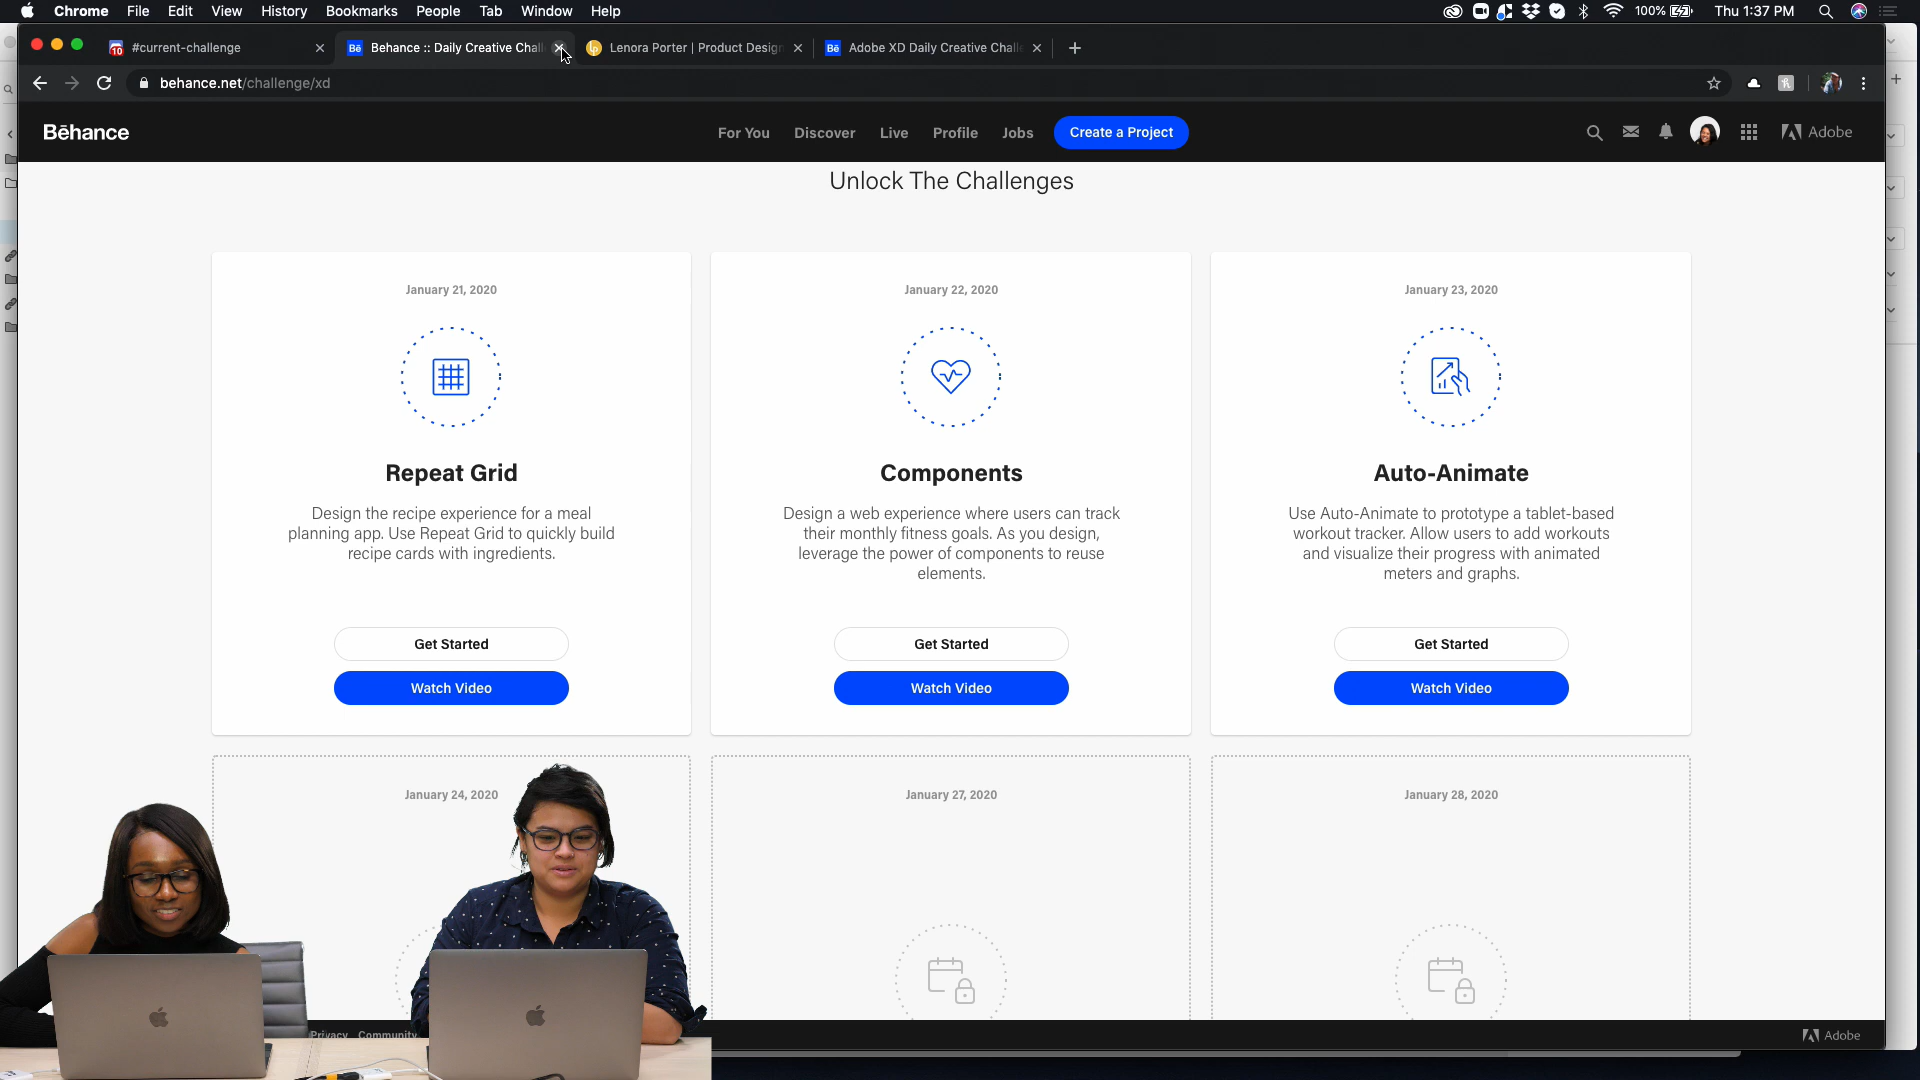 Chrome File Edit View History Bookmarks People Tab Window Help
100% Thu 1:37 PM
10 #current-challenge
Bē Behance :: Daily Creative Chall
Lenora Porter | Product Design
Bē Adobe XD Daily Creative Chall
behance.net/challenge/xd
Bēhance
For You Discover Live Profile Jobs Create a Project
Adobe
Unlock The Challenges
January 21, 2020
Repeat Grid
Design the recipe experience for a meal
planning app. Use Repeat Grid to quickly build
recipe cards with ingredients.
Get Started
Watch Video
January 22, 2020
Components
Design a web experience where users can track
their monthly fitness goals. As you design,
leverage the power of components to reuse
elements.
Get Started
Watch Video
January 23, 2020
Auto-Animate
Use Auto-Animate to prototype a tablet-based
workout tracker. Allow users to add workouts
and visualize their progress with animated
meters and graphs.
Get Started
Watch Video
January 24, 2020
January 27, 2020
January 28, 2020
Privacy Community
Adobe